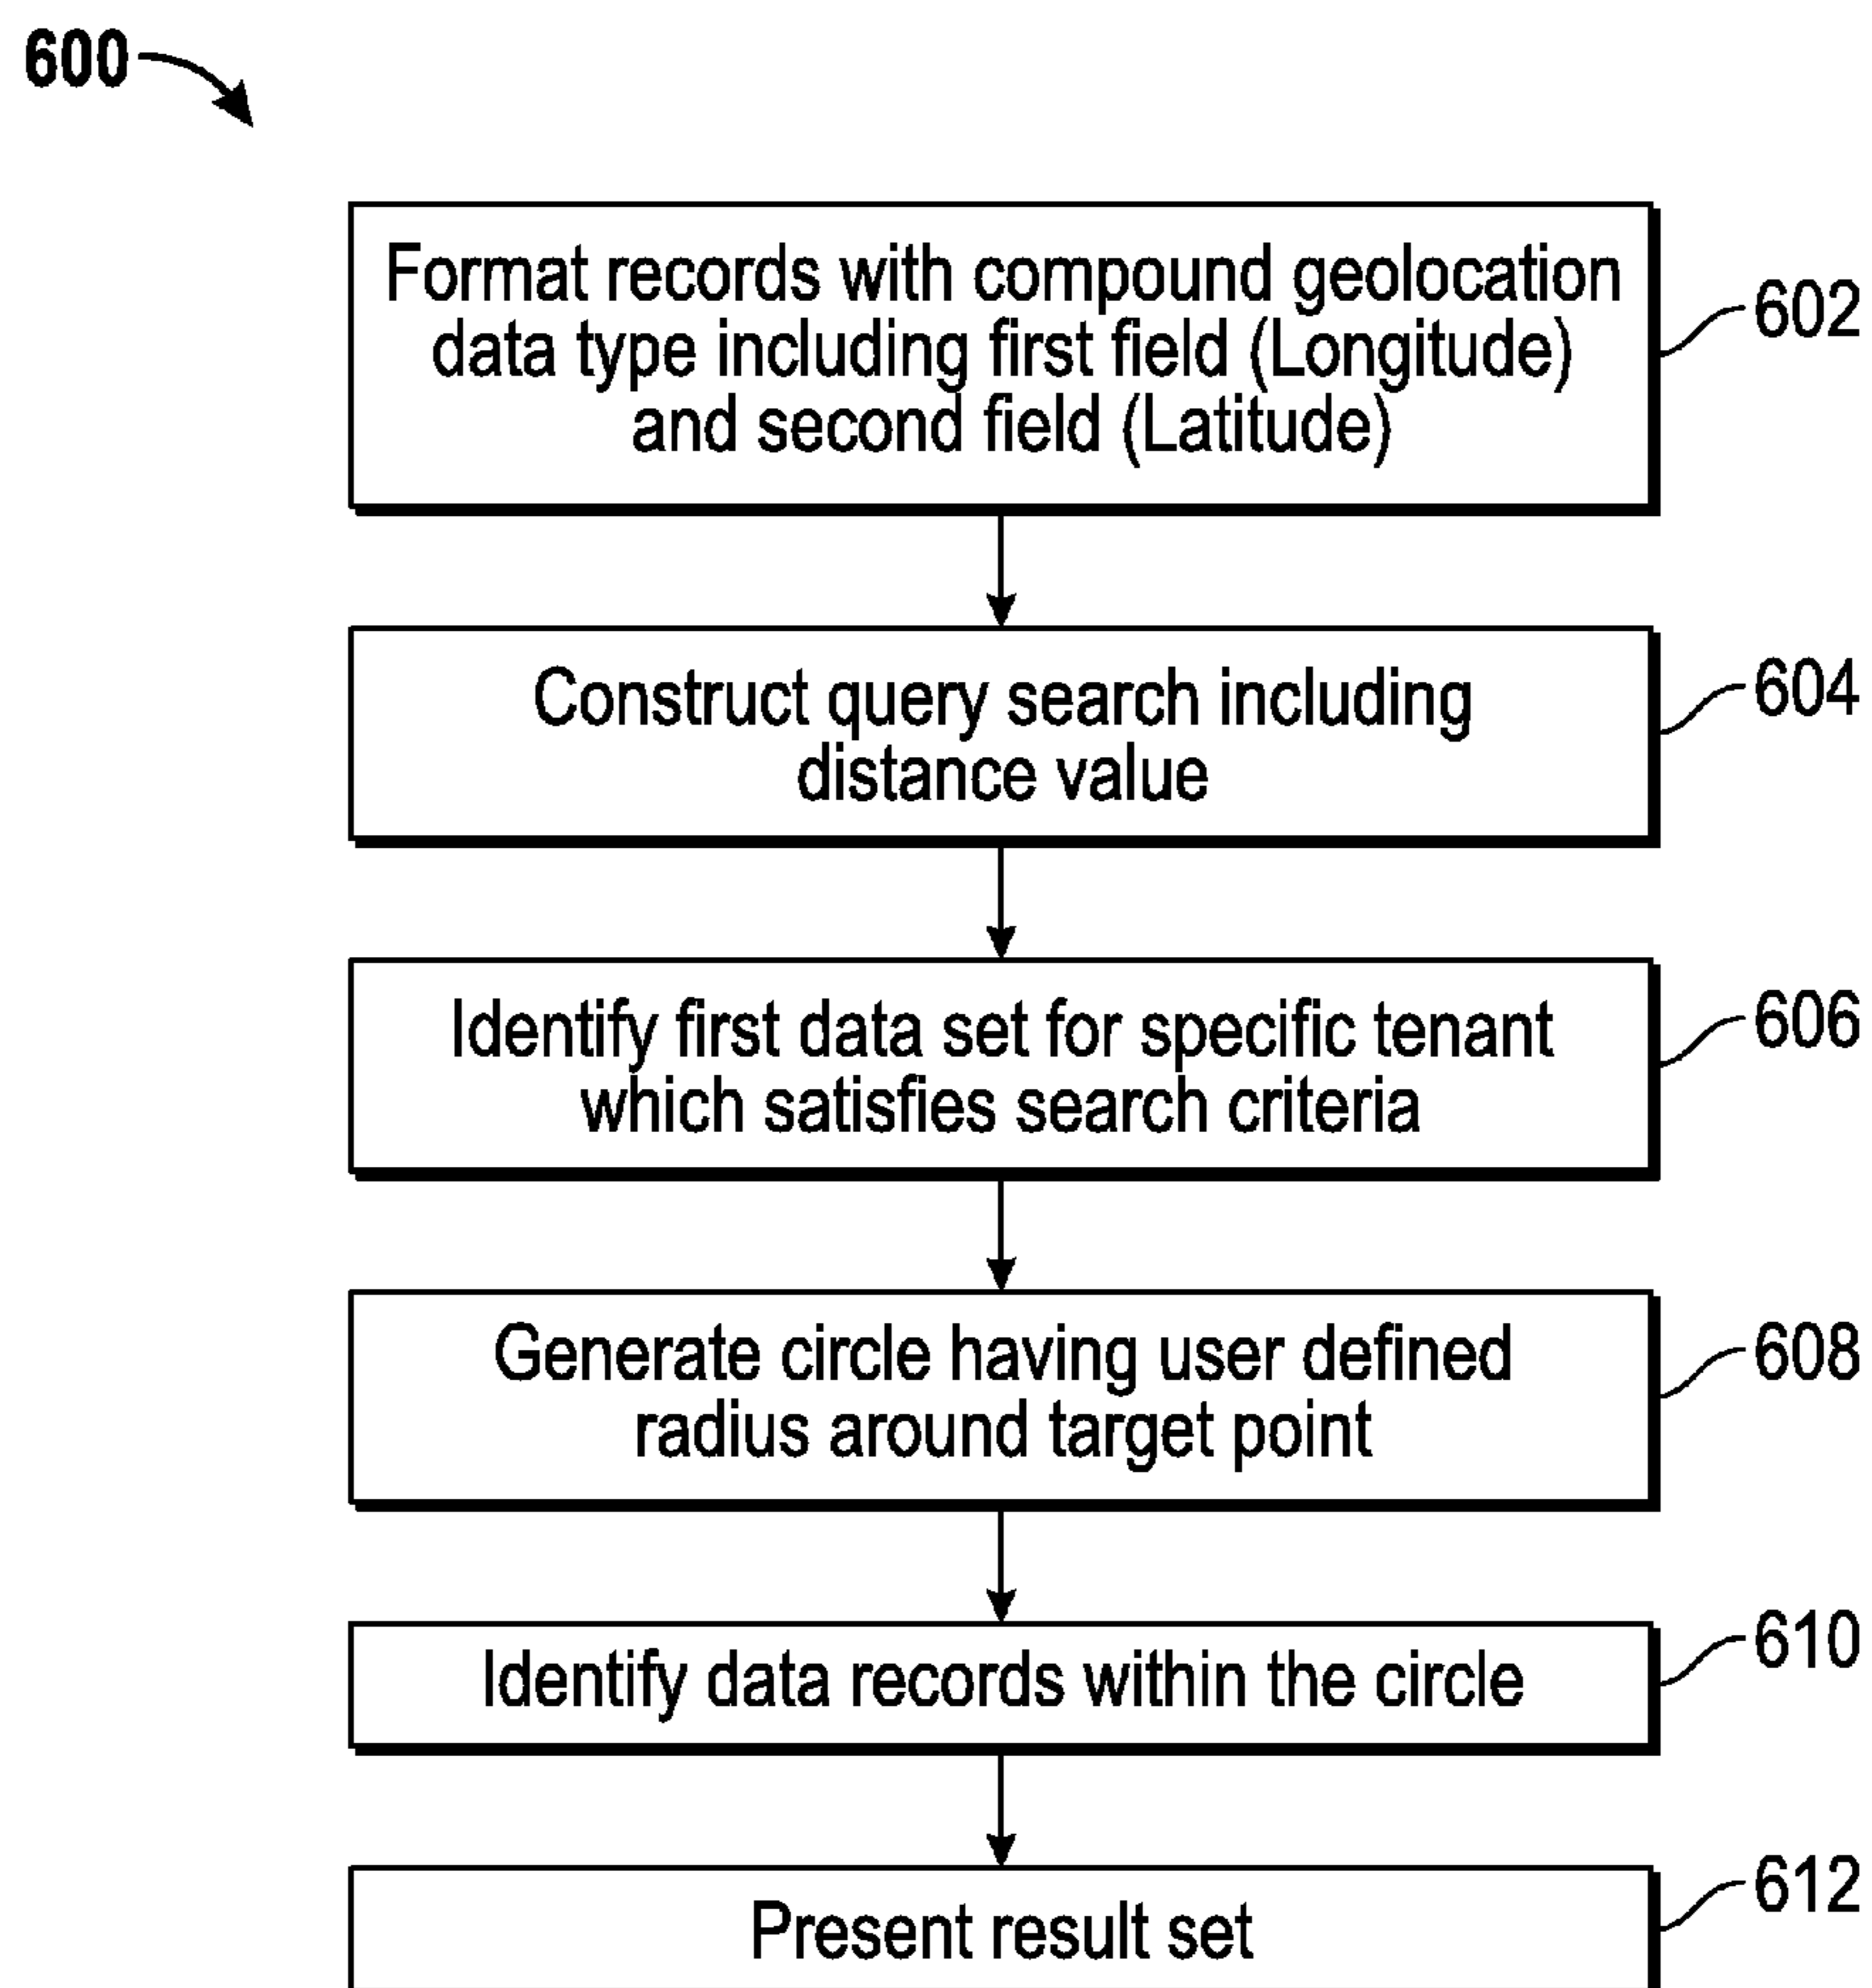 600
Format records with compound geolocation
data type including first field (Longitude)
and second field (Latitude)
602
Construct query search including
distance value
604
Identify first data set for specific tenant
which satisfies search criteria
606
Generate circle having user defined
radius around target point
608
Identify data records within the circle
610
Present result set
612